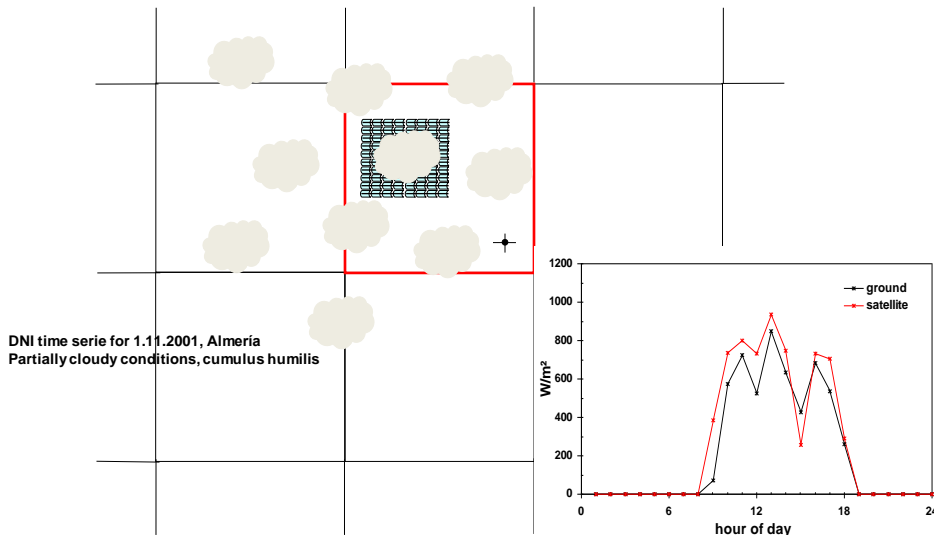 DNI time serie for 1.11.2001, Almería
Partially cloudy conditions, cumulus humilis
1200
1000
800
600
400
200
0
W/m²
ground
satellite
0 6 12 18 24
hour of day